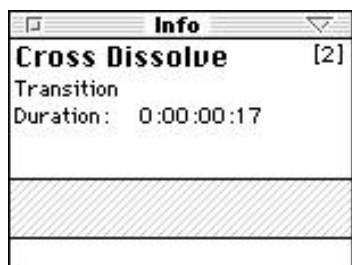 Info
Cross Dissolve [2]
Transition
Duration: 0:00:00:17